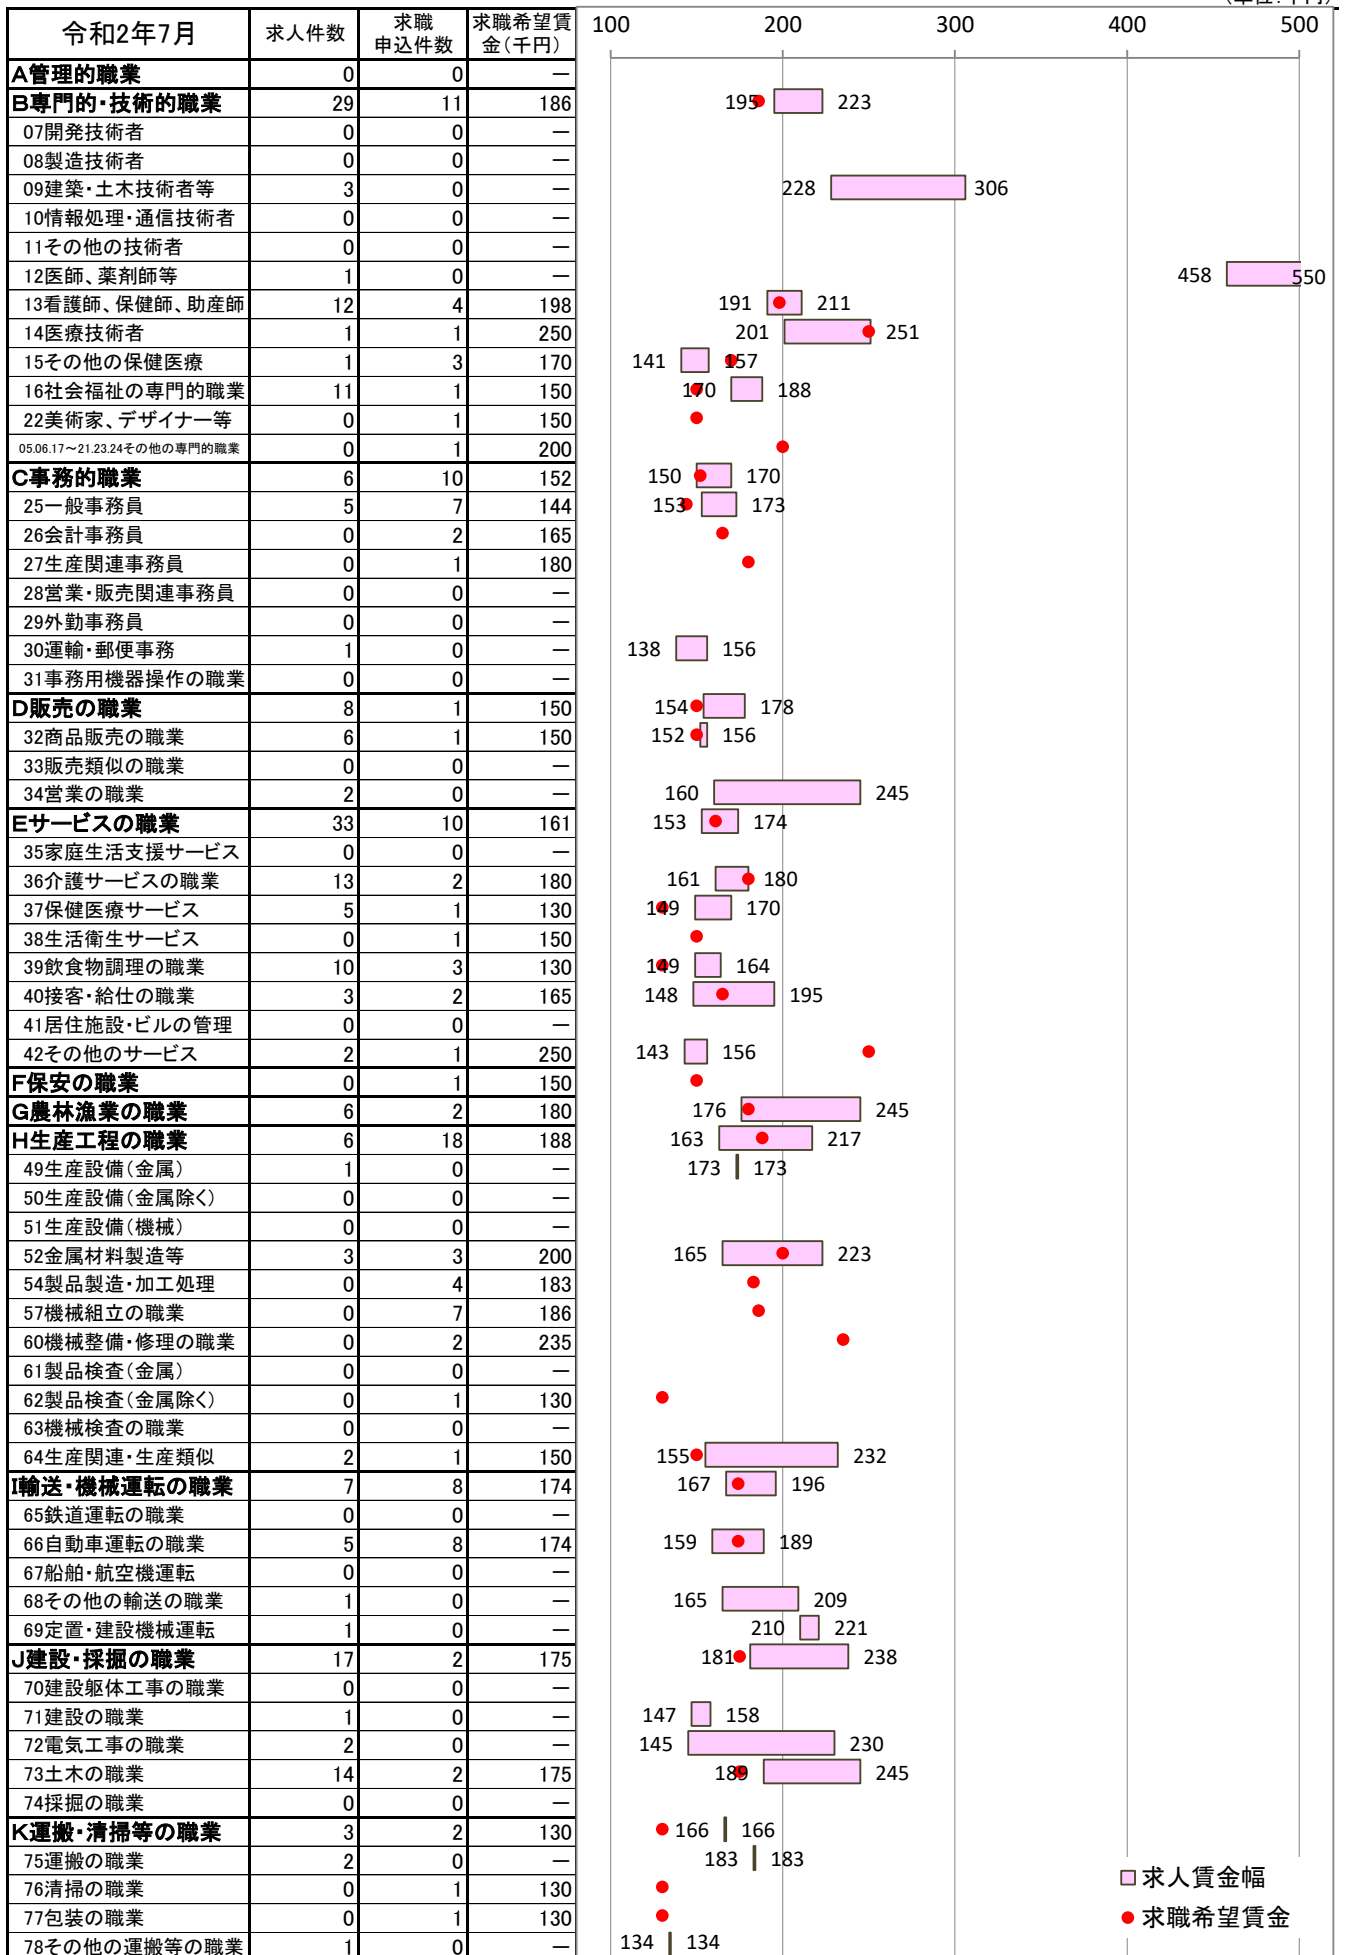 令和2年7月 求人件数 求職申込件数 求職希望賃金(千円) 100 200 300 400 500
A管理的職業 0 0 ―
B専門的・技術的職業 29 11 186 195 223
07開発技術者 0 0 ―
08製造技術者 0 0 ―
09建築・土木技術者等 3 0 ― 228 306
10情報処理・通信技術者 0 0 ―
11その他の技術者 0 0 ―
12医師、薬剤師等 1 0 ― 458 550
13看護師、保健師、助産師 12 4 198 191 211
14医療技術者 1 1 250 201 251
15その他の保健医療 1 3 170 141 157
16社会福祉の専門的職業 11 1 150 170 188
22美術家、デザイナー等 0 1 150
05.06.17～21.23.24その他の専門的職業 0 1 200
C事務的職業 6 10 152 150 170
25一般事務員 5 7 144 153 173
26会計事務員 0 2 165
27生産関連事務員 0 1 180
28営業・販売関連事務員 0 0 ―
29外勤事務員 0 0 ―
30運輸・郵便事務 1 0 ― 138 156
31事務用機器操作の職業 0 0 ―
D販売の職業 8 1 150 154 178
32商品販売の職業 6 1 150 152 156
33販売類似の職業 0 0 ―
34営業の職業 2 0 ― 160 245
Eサービスの職業 33 10 161 153 174
35家庭生活支援サービス 0 0 ―
36介護サービスの職業 13 2 180 161 180
37保健医療サービス 5 1 130 149 170
38生活衛生サービス 0 1 150
39飲食物調理の職業 10 3 130 149 164
40接客・給仕の職業 3 2 165 148 195
41居住施設・ビルの管理 0 0 ―
42その他のサービス 2 1 250 143 156
F保安の職業 0 1 150
G農林漁業の職業 6 2 180 176 245
H生産工程の職業 6 18 188 163 217
49生産設備(金属) 1 0 ― 173 173
50生産設備(金属除く) 0 0 ―
51生産設備(機械) 0 0 ―
52金属材料製造等 3 3 200 165 223
54製品製造・加工処理 0 4 183
57機械組立の職業 0 7 186
60機械整備・修理の職業 0 2 235
61製品検査(金属) 0 0 ―
62製品検査(金属除く) 0 1 130
63機械検査の職業 0 0 ―
64生産関連・生産類似 2 1 150 155 232
I輸送・機械運転の職業 7 8 174 167 196
65鉄道運転の職業 0 0 ―
66自動車運転の職業 5 8 174 159 189
67船舶・航空機運転 0 0 ―
68その他の輸送の職業 1 0 ― 165 209
69定置・建設機械運転 1 0 ― 210 221
J建設・採掘の職業 17 2 175 181 238
70建設躯体工事の職業 0 0 ―
71建設の職業 1 0 ― 147 158
72電気工事の職業 2 0 ― 145 230
73土木の職業 14 2 175 189 245
74採掘の職業 0 0 ―
K運搬・清掃等の職業 3 2 130 166 166
75運搬の職業 2 0 ― 183 183
76清掃の職業 0 1 130
77包装の職業 0 1 130
78その他の運搬等の職業 1 0 ― 134 134
求人賃金幅
求職希望賃金